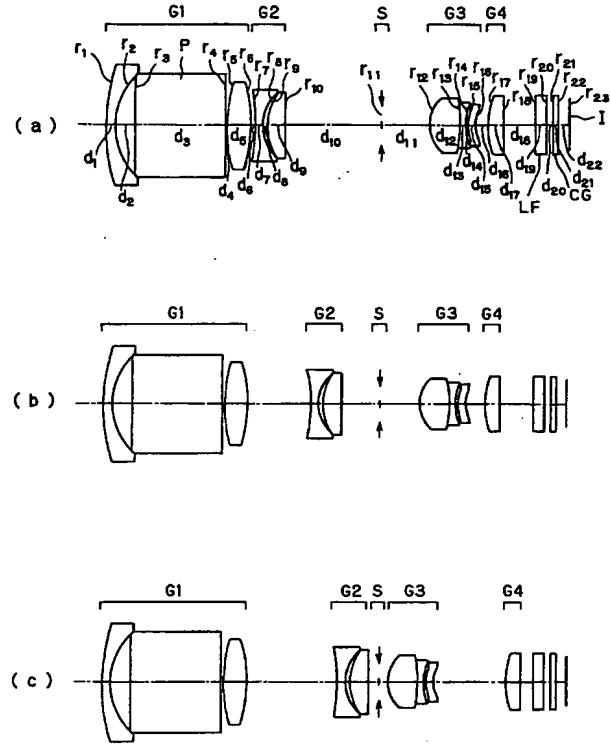 G1 G2 S G3 G4
r1 r2 r3 P r4 r5 r6 r7 r8 r9 r10 r11 r12 r13 r14 r15 r16 r17 r18 r19 r20 r21 r22 r23
(a) I
d1 d2 d3 d4 d5 d6 d7 d8 d9 d10 d11 d12 d13 d14 d15 d16 d17 d18 d19 d20 d21 d22
LF CG
G1 G2 S G3 G4
(b)
G1 G2 S G3 G4
(c)